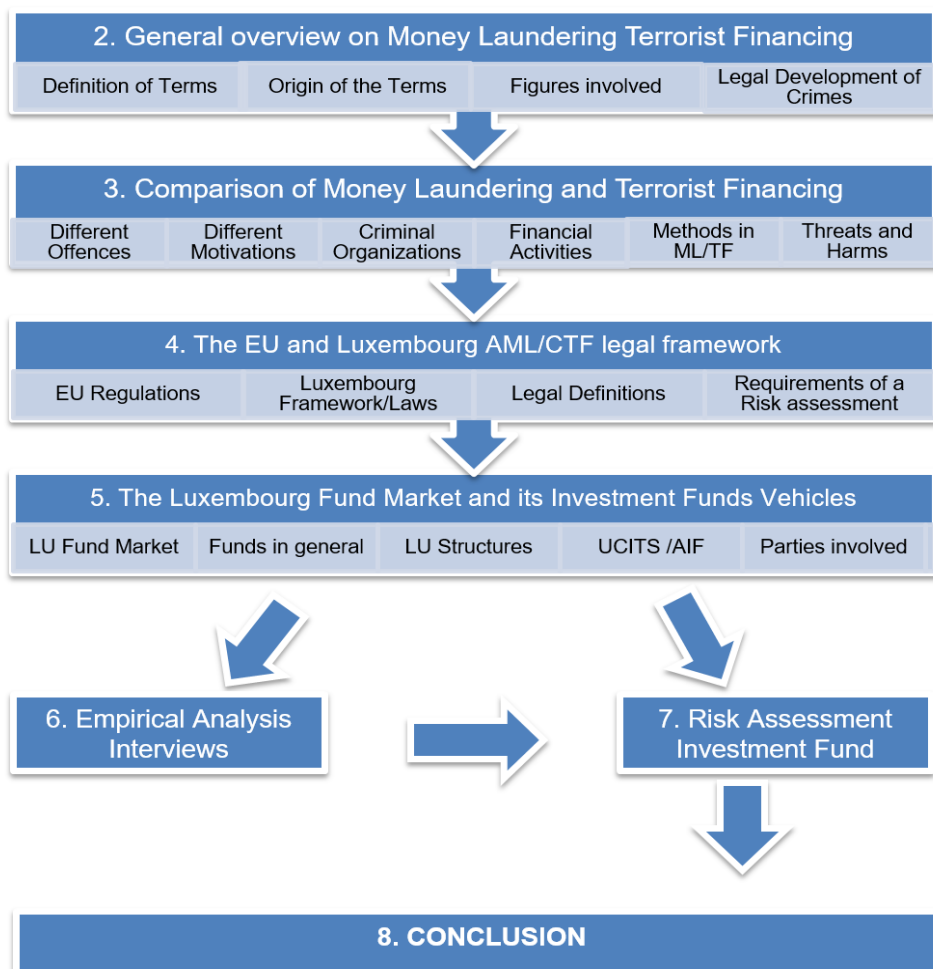 2. General overview on Money Laundering Terrorist Financing
Definition of Terms
Origin of the Terms
Figures involved
Legal Development of
Crimes
3. Comparison of Money Laundering and Terrorist Financing
Different
Offences
Different
Motivations
Criminal
Organizations
Financial
Activities
Methods in
ML/TF
Threats and
Harms
4. The EU and Luxembourg AML/CTF legal framework
EU Regulations
Luxembourg
Framework/Laws
Legal Definitions
Requirements of a
Risk assessment
5. The Luxembourg Fund Market and its Investment Funds Vehicles
LU Fund Market
Funds in general
LU Structures
UCITS /AIF
Parties involved
6. Empirical Analysis
Interviews
7. Risk Assessment
Investment Fund
8. CONCLUSION